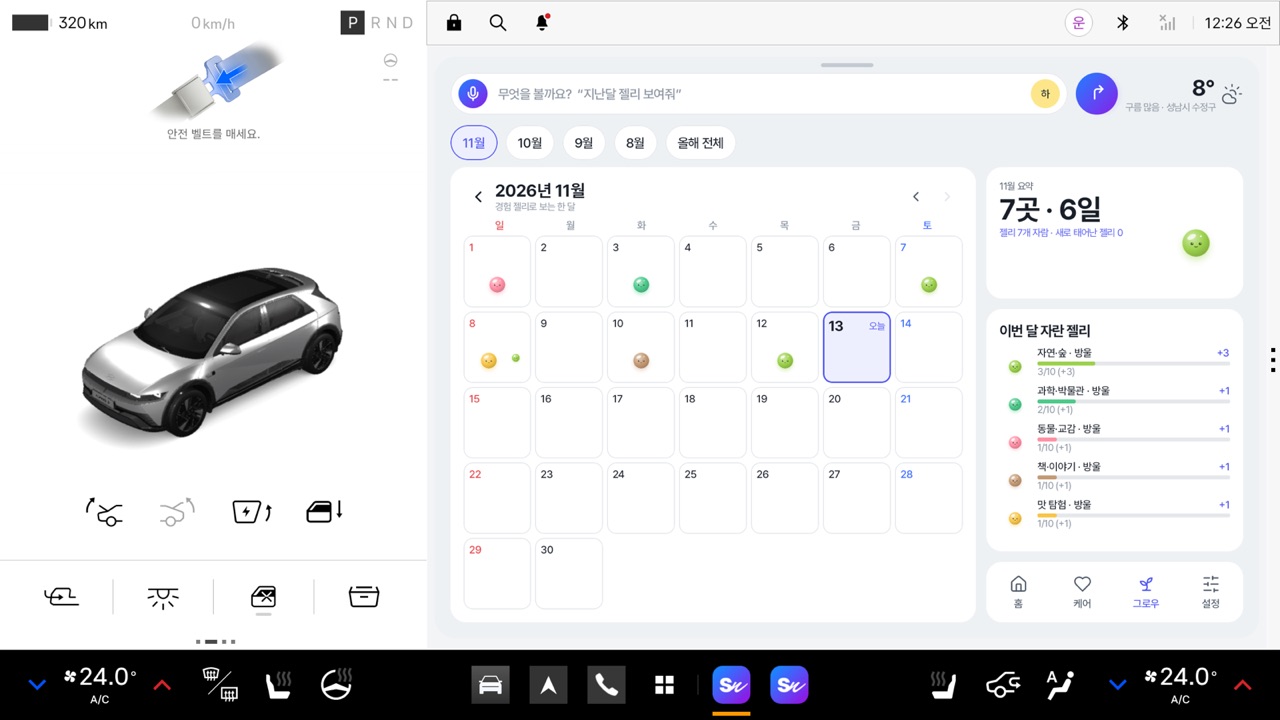 320 km
0 km/h
P R N D
안전 벨트를 매세요.
운
12:26 오전
무엇을 볼까요? “지난달 젤리 보여줘”
하
8°
구름 많음 · 성남시 수정구
11월
10월
9월
8월
올해 전체
2026년 11월
경험 젤리로 보는 한 달
일 월 화 수 목 금 토
1 2 3 4 5 6 7
8 9 10 11 12 13 오늘 14
15 16 17 18 19 20 21
22 23 24 25 26 27 28
29 30
11월 요약
7곳 · 6일
젤리 7개 자람 · 새로 태어난 젤리 0
이번 달 자란 젤리
자연·숲 · 방울 +3
3/10 (+3)
과학·박물관 · 방울 +1
2/10 (+1)
동물·교감 · 방울 +1
1/10 (+1)
책·이야기 · 방울 +1
1/10 (+1)
맛 탐험 · 방울 +1
1/10 (+1)
홈
케어
그로우
설정
24.0°
A/C
A
24.0°
A/C